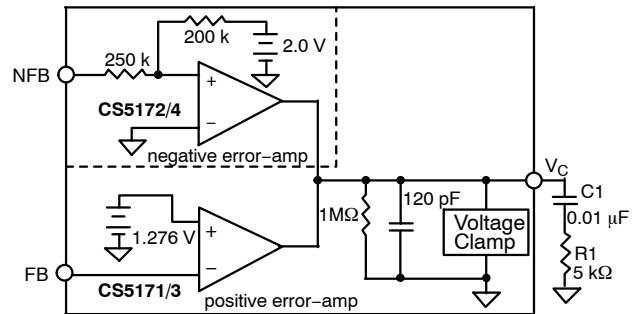 200 k
2.0 V
250 k
NFB
+
CS5172/4
−
negative error−amp
VC
C1
120 pF
0.01 µF
1MΩ
Voltage
Clamp
+
1.276 V
R1
5 kΩ
−
FB
CS5171/3
positive error−amp